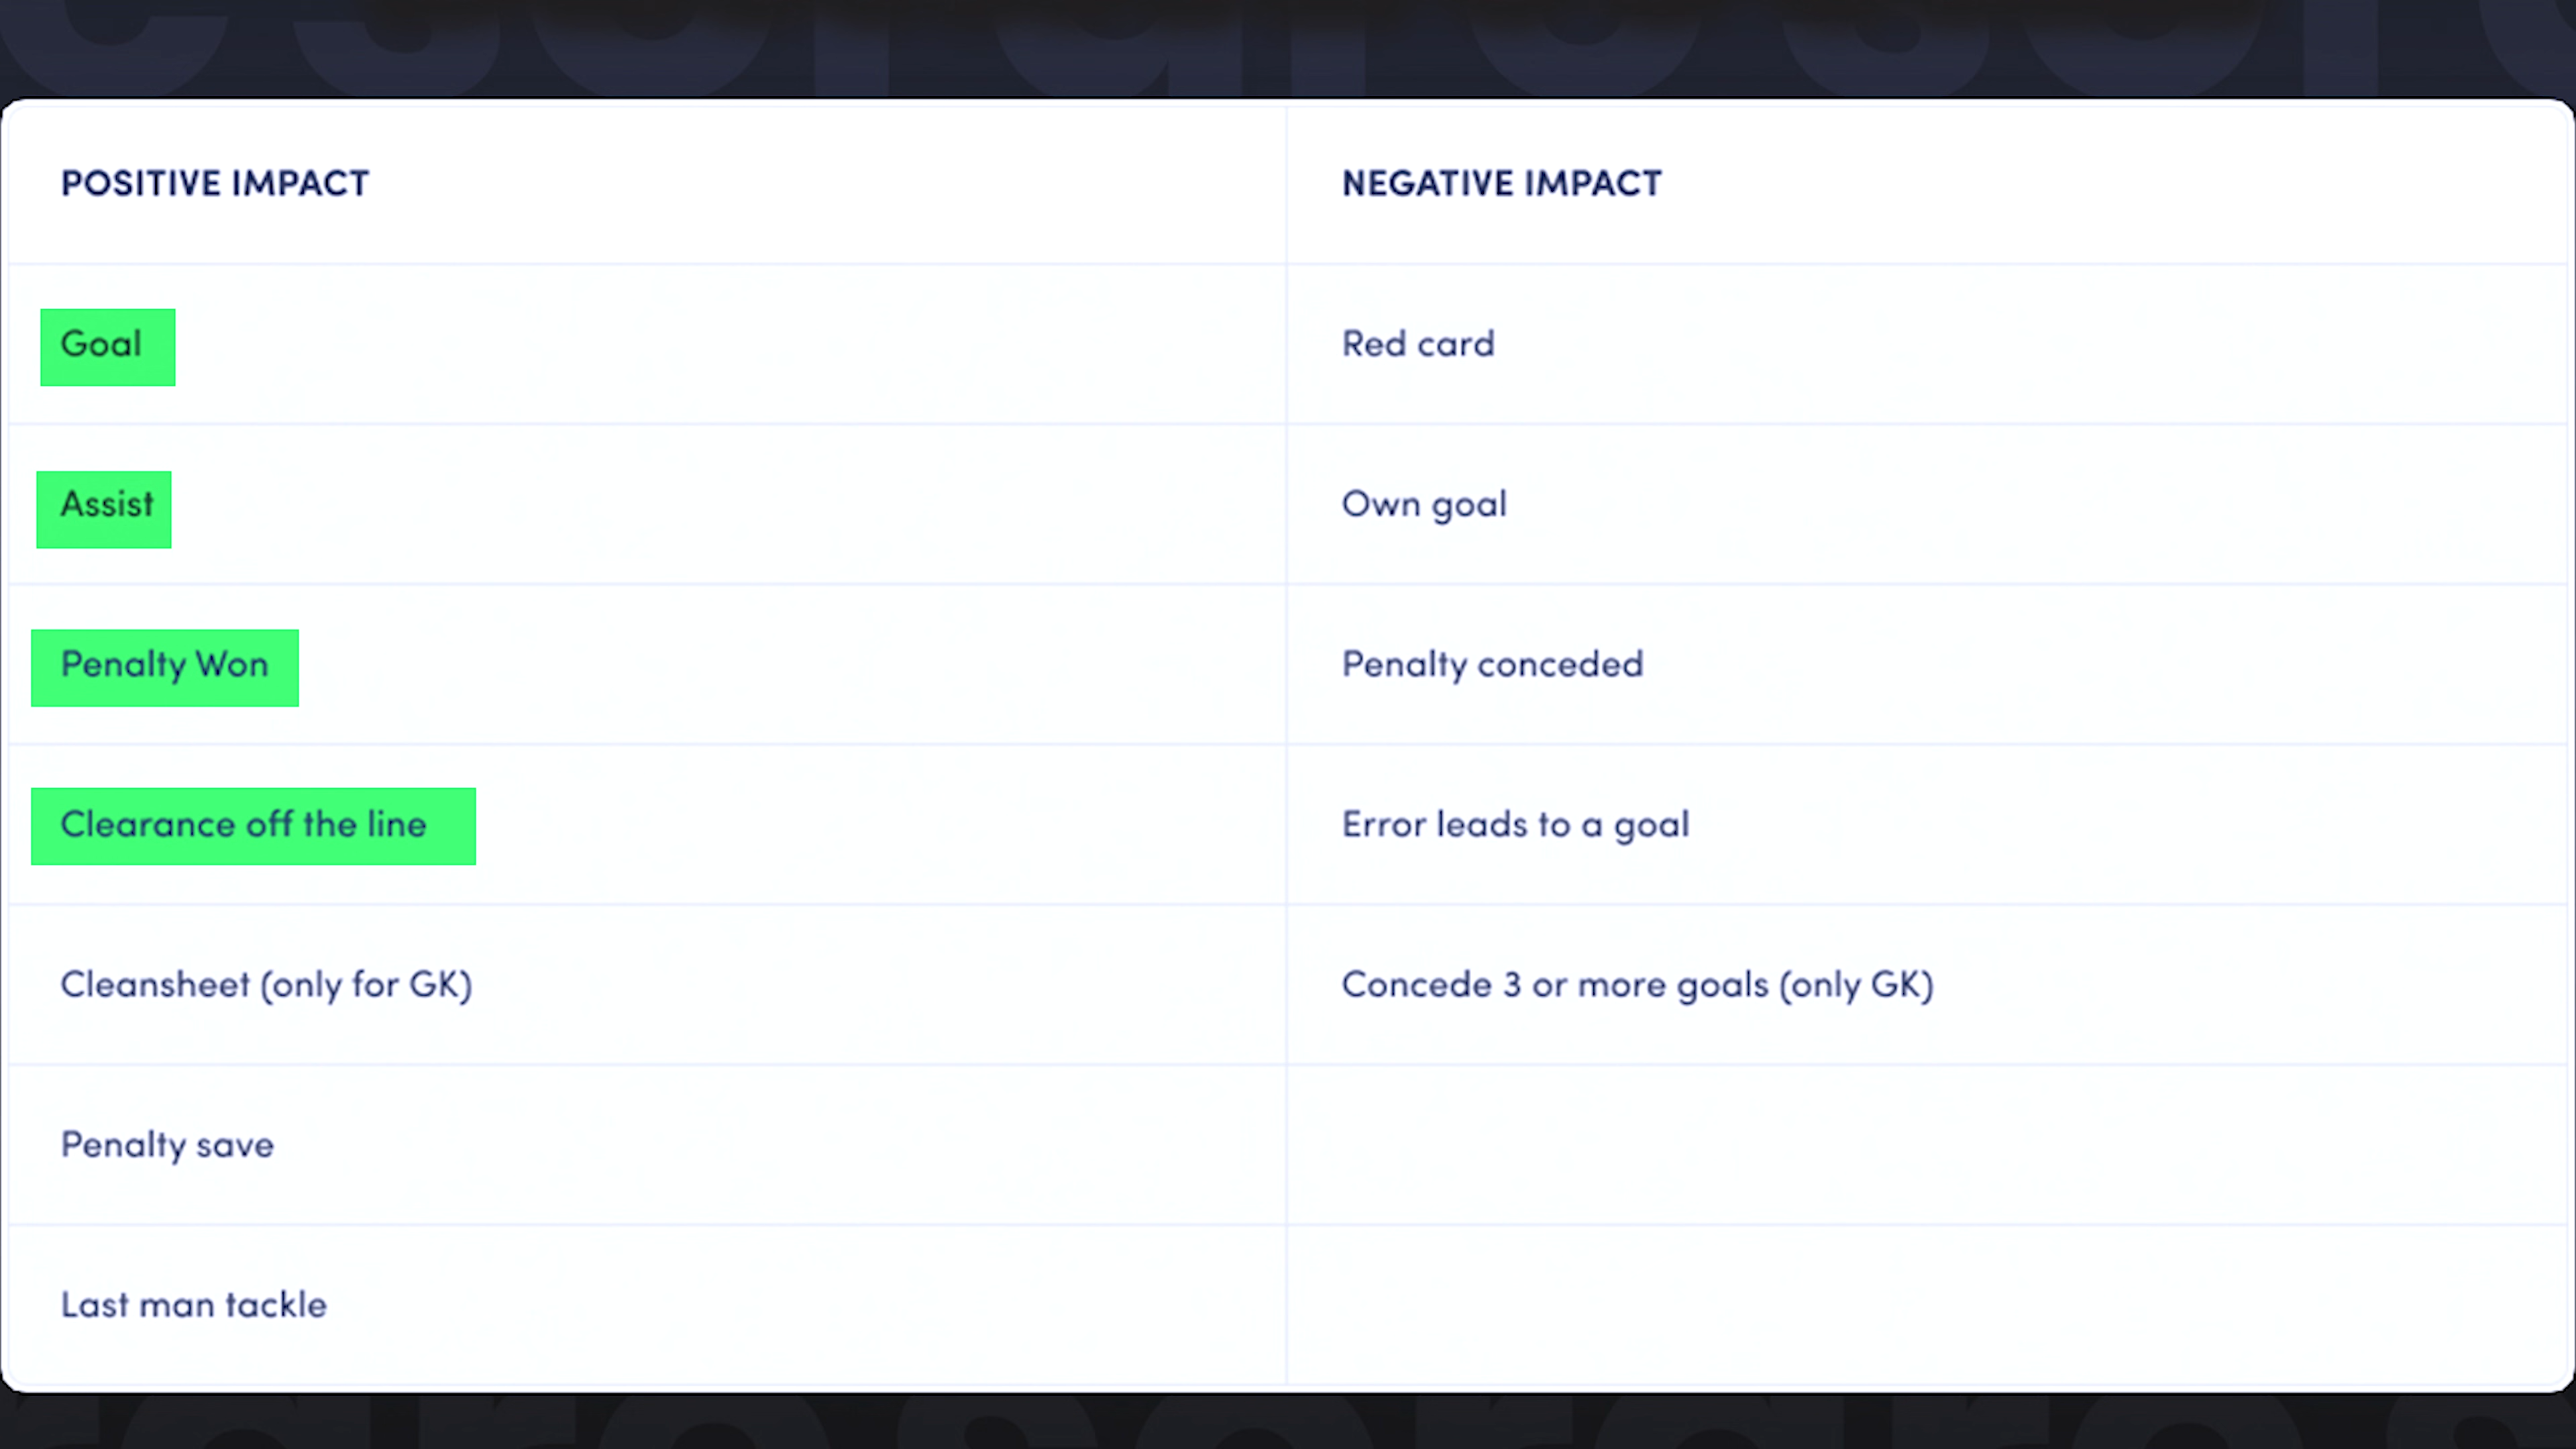 POSITIVE IMPACT
NEGATIVE IMPACT
Goal
Red card
Assist
Own goal
Penalty Won
Penalty conceded
Clearance off the line
Error leads to a goal
Cleansheet (only for GK)
Concede 3 or more goals (only GK)
Penalty save
Last man tackle